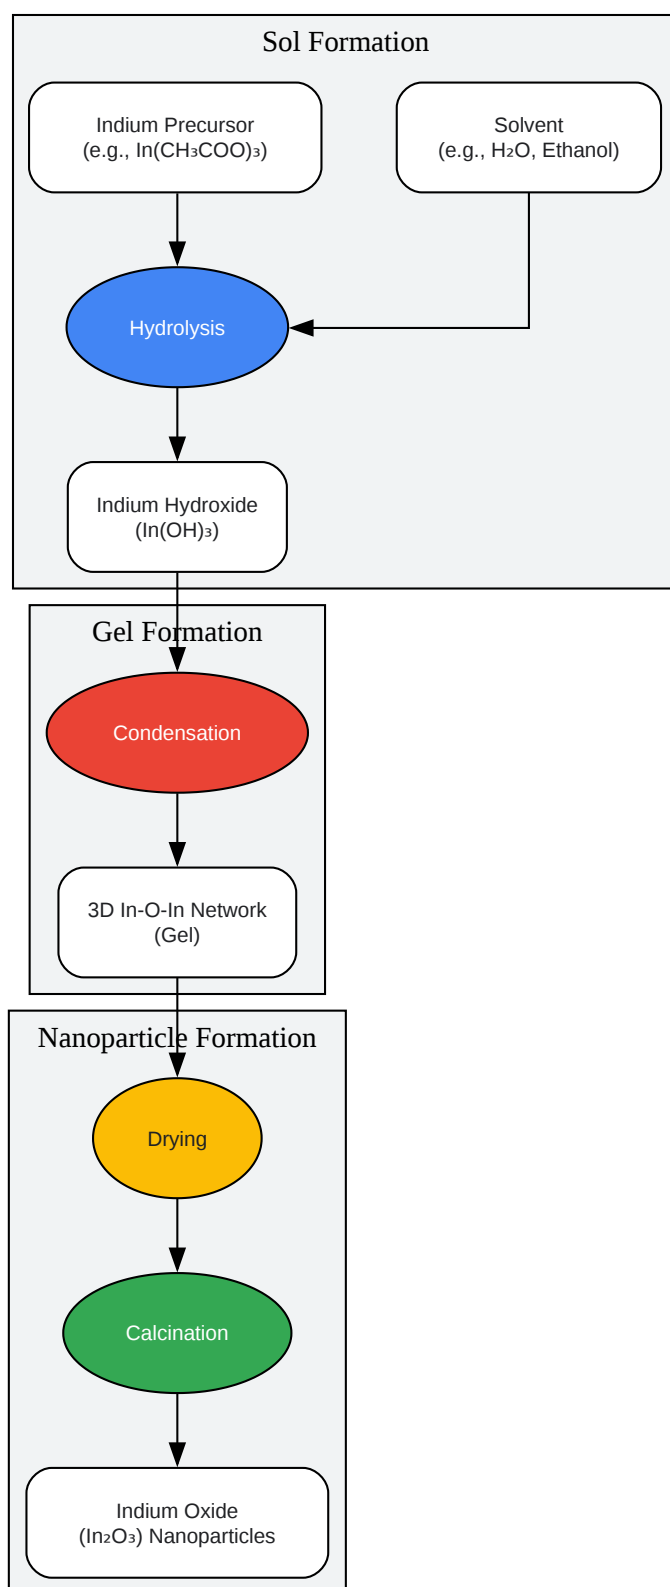 Sol Formation
Indium Precursor
(e.g., In(CH₃COO)₃)
Solvent
(e.g., H₂O, Ethanol)
Hydrolysis
Indium Hydroxide
(In(OH)₃)
Gel Formation
Condensation
3D In-O-In Network
(Gel)
Nanoparticle Formation
Drying
Calcination
Indium Oxide
(In₂O₃) Nanoparticles